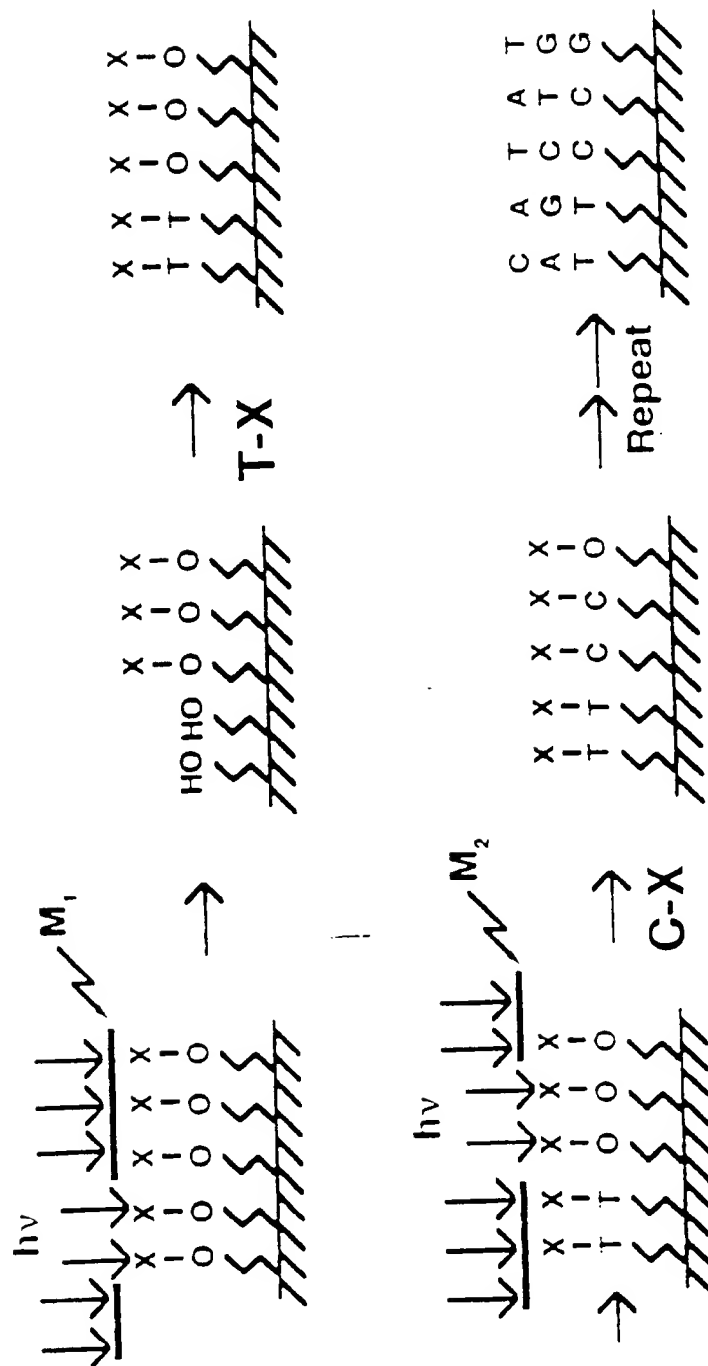 hν
M₁
X X X X X
O O O O O
X X X
HO HO O O O
T-X
X X X X X
T T O O O
hν
M₂
X X X X X
T T O O O
C-X
X X X X X
T T C C O
Repeat
C A T A T
A G C T G
T T C C G